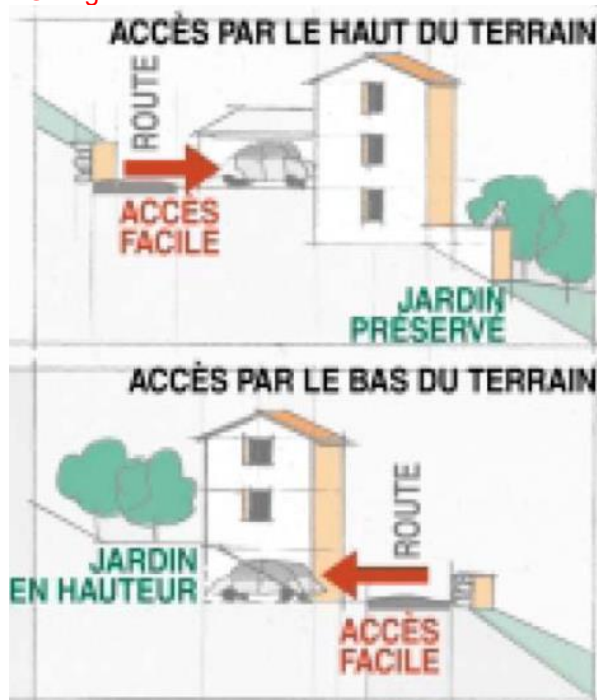 ACCÈS PAR LE HAUT DU TERRAIN
ROUTE
ACCÈS
FACILE
JARDIN
PRÉSERVÉ
ACCÈS PAR LE BAS DU TERRAIN
ROUTE
JARDIN
EN HAUTEUR
ACCÈS
FACILE